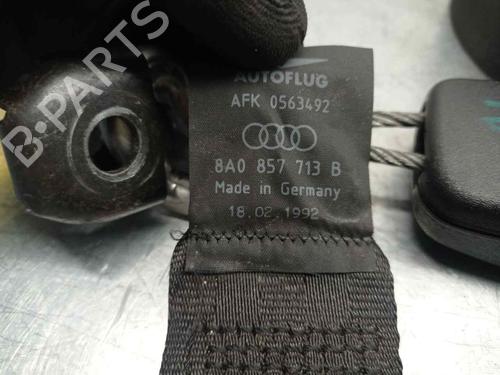 AUTOFLUG
AFK 0563492
8A0 857 713 B
Made in Germany
18.02.1992
B-PARTS